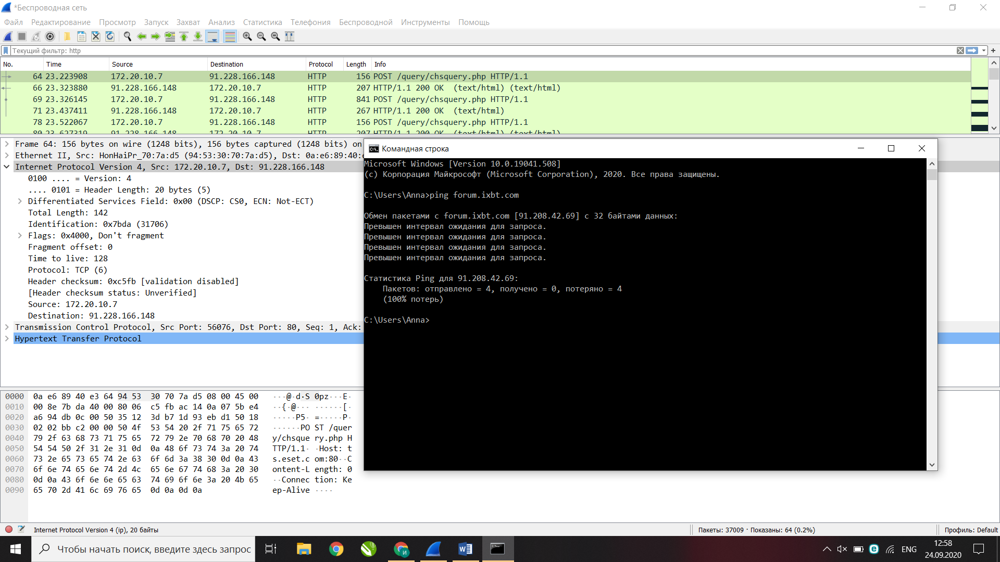 *Беспроводная сеть
Файл Редактирование Просмотр Запуск Захват Анализ Статистика Телефония Беспроводной Инструменты Помощь
Текущий фильтр: http
No. Time Source Destination Protocol Length Info
64 23.223908 172.20.10.7 91.228.166.148 HTTP 156 POST /query/chsquery.php HTTP/1.1
66 23.323880 91.228.166.148 172.20.10.7 HTTP 207 HTTP/1.1 200 OK (text/html) (text/html)
69 23.326145 172.20.10.7 91.228.166.148 HTTP 841 POST /query/chsquery.php HTTP/1.1
71 23.437411 91.228.166.148 172.20.10.7 HTTP 267 HTTP/1.1 200 OK (text/html)
78 23.522067 172.20.10.7 91.228.166.148 HTTP 156 POST /query/chsquery.php HTTP/1.1
80 23.627319 91.228.166.148 172.20.10.7 HTTP 207 HTTP/1.1 200 OK (text/html) (text/html)
Frame 64: 156 bytes on wire (1248 bits), 156 bytes captured (1248 bits) on
Ethernet II, Src: HonHaiPr_70:7a:d5 (94:53:30:70:7a:d5), Dst: 0a:e6:89:40:e
Internet Protocol Version 4, Src: 172.20.10.7, Dst: 91.228.166.148
0100 .... = Version: 4
.... 0101 = Header Length: 20 bytes (5)
Differentiated Services Field: 0x00 (DSCP: CS0, ECN: Not-ECT)
Total Length: 142
Identification: 0x7bda (31706)
Flags: 0x4000, Don't fragment
Fragment offset: 0
Time to live: 128
Protocol: TCP (6)
Header checksum: 0xc5fb [validation disabled]
[Header checksum status: Unverified]
Source: 172.20.10.7
Destination: 91.228.166.148
Transmission Control Protocol, Src Port: 56076, Dst Port: 80, Seq: 1, Ack:
Hypertext Transfer Protocol
Командная строка
Microsoft Windows [Version 10.0.19041.508]
(c) Корпорация Майкрософт (Microsoft Corporation), 2020. Все права защищены.
C:\Users\Anna>ping forum.ixbt.com
Обмен пакетами с forum.ixbt.com [91.208.42.69] с 32 байтами данных:
Превышен интервал ожидания для запроса.
Превышен интервал ожидания для запроса.
Превышен интервал ожидания для запроса.
Превышен интервал ожидания для запроса.
Статистика Ping для 91.208.42.69:
Пакетов: отправлено = 4, получено = 0, потеряно = 4
(100% потерь)
C:\Users\Anna>
0000 0a e6 89 40 e3 64 94 53 30 70 7a d5 08 00 45 00 ···@·d·S 0pz···E·
0010 00 8e 7b da 40 00 80 06 c5 fb ac 14 0a 07 5b e4 ··{·@··· ······[·
0020 a6 94 db 0c 00 50 35 12 3d b7 1d 93 eb d1 50 18 ·····P5· =·····P·
0030 02 02 bb c2 00 00 50 4f 53 54 20 2f 71 75 65 72 ······PO ST /quer
0040 79 2f 63 68 73 71 75 65 72 79 2e 70 68 70 20 48 y/chsque ry.php H
0050 54 54 50 2f 31 2e 31 0d 0a 48 6f 73 74 3a 20 74 TTP/1.1· ·Host: t
0060 73 2e 65 73 65 74 2e 63 6f 6d 3a 38 30 0d 0a 43 s.eset.c om:80··C
0070 6f 6e 74 65 6e 74 2d 4c 65 6e 67 74 68 3a 20 30 ontent-L ength: 0
0080 0d 0a 43 6f 6e 6e 65 63 74 69 6f 6e 3a 20 4b 65 ··Connec tion: Ke
0090 65 70 2d 41 6c 69 76 65 0d 0a 0d 0a ep-Alive ····
Internet Protocol Version 4 (ip), 20 байты Пакеты: 37009 · Показаны: 64 (0.2%) Профиль: Default
Чтобы начать поиск, введите здесь запрос
ENG
12:58
24.09.2020